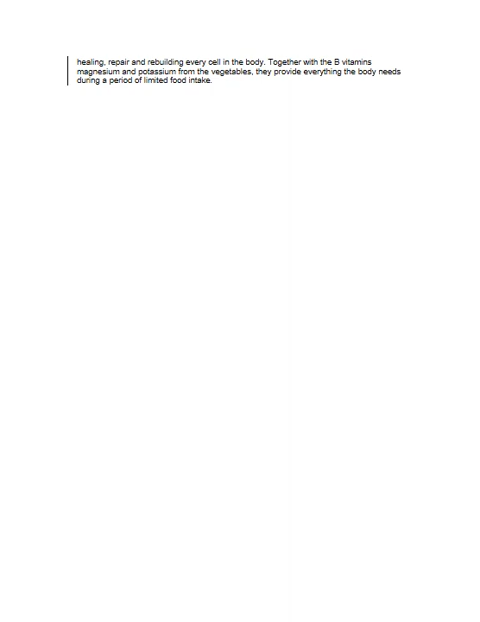 healing, repair and rebuilding every cell in the body. Together with the B vitamins
magnesium and potassium from the vegetables, they provide everything the body needs
during a period of limited food intake.